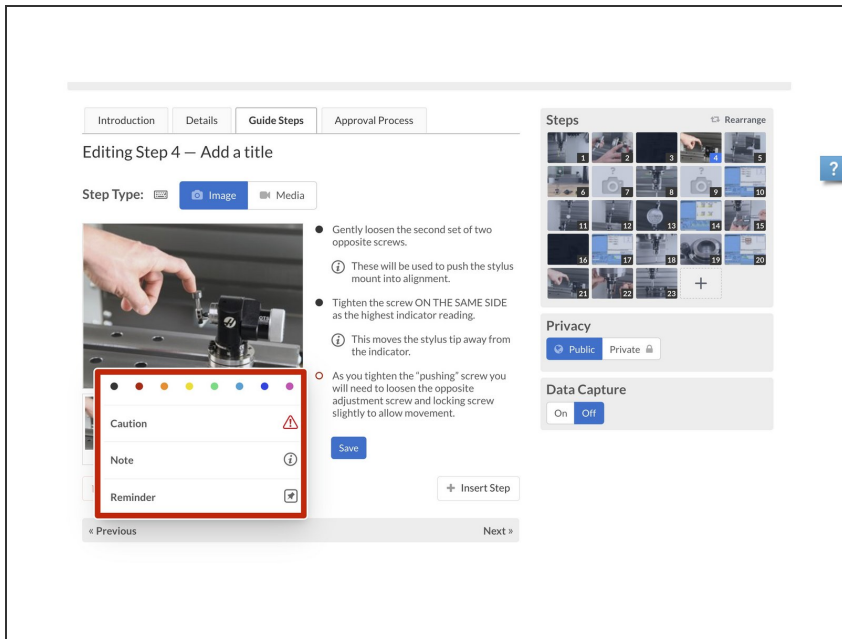 Introduction
Details
Guide Steps
Approval Process
Editing Step 4 — Add a title
Step Type:
Image
Media
Gently loosen the second set of two
opposite screws.
These will be used to push the stylus
mount into alignment.
Tighten the screw ON THE SAME SIDE
as the highest indicator reading.
This moves the stylus tip away from
the indicator.
As you tighten the "pushing" screw you
will need to loosen the opposite
adjustment screw and locking screw
slightly to allow movement.
Save
Caution
Note
Reminder
+ Insert Step
« Previous
Next »
Steps
Rearrange
1
2
3
4
5
?
6
7
8
?
9
10
11
12
13
14
15
16
17
18
19
20
21
22
23
+
Privacy
Public
Private
Data Capture
On
Off
?